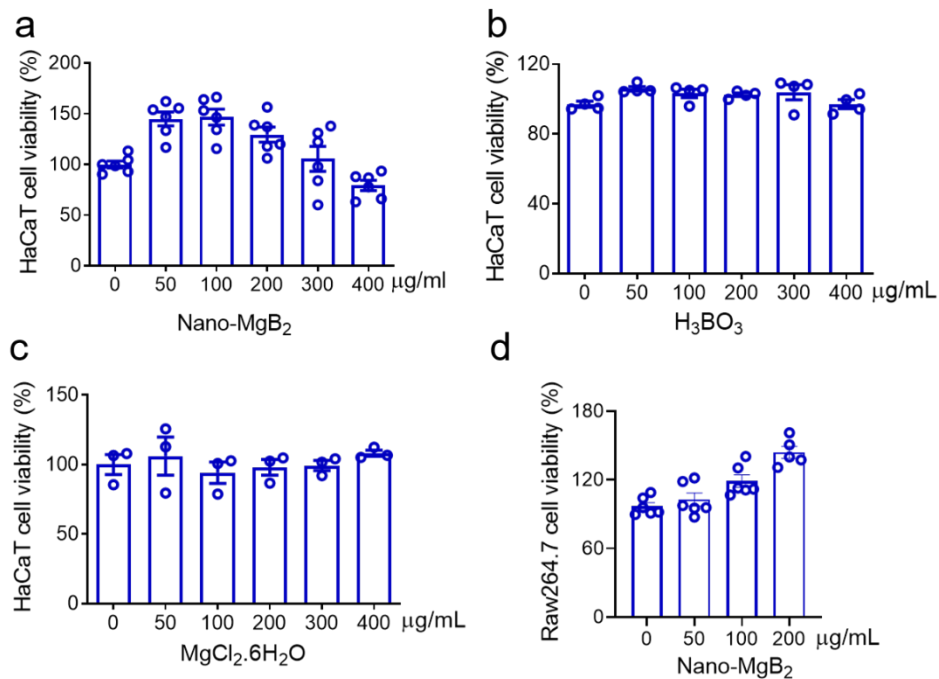 a
HaCaT cell viability (%)
200
150
100
50
0
0 50 100 200 300 400 μg/ml
Nano-MgB₂
b
HaCaT cell viability (%)
120
80
40
0
0 50 100 200 300 400 μg/mL
H₃BO₃
c
HaCaT cell viability (%)
150
100
50
0
0 50 100 200 300 400 μg/mL
MgCl₂.6H₂O
d
Raw264.7 cell viability (%)
180
120
60
0
0 50 100 200 μg/mL
Nano-MgB₂